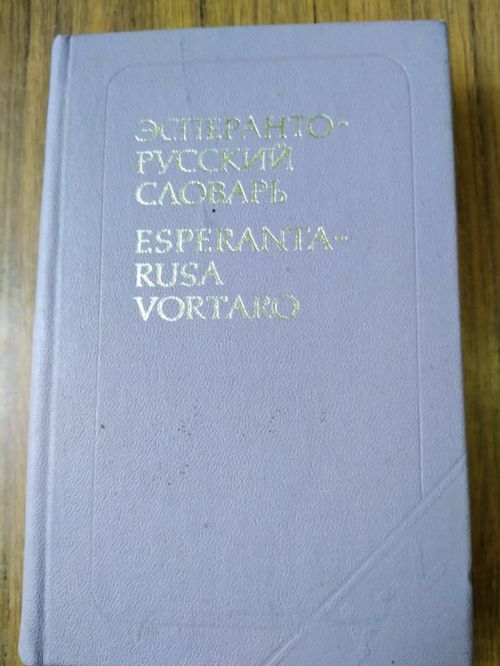 ЭСПЕРАНТО-
РУССКИЙ
СЛОВАРЬ
ESPERANTA-
RUSA
VORTARO